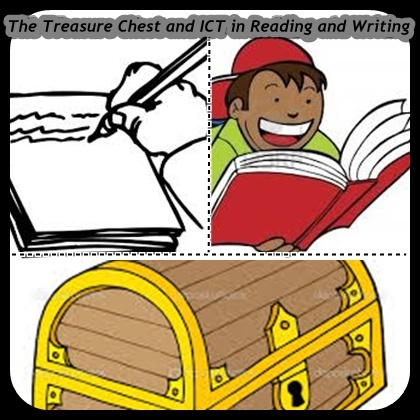 The Treasure Chest and ICT in Reading and Writing